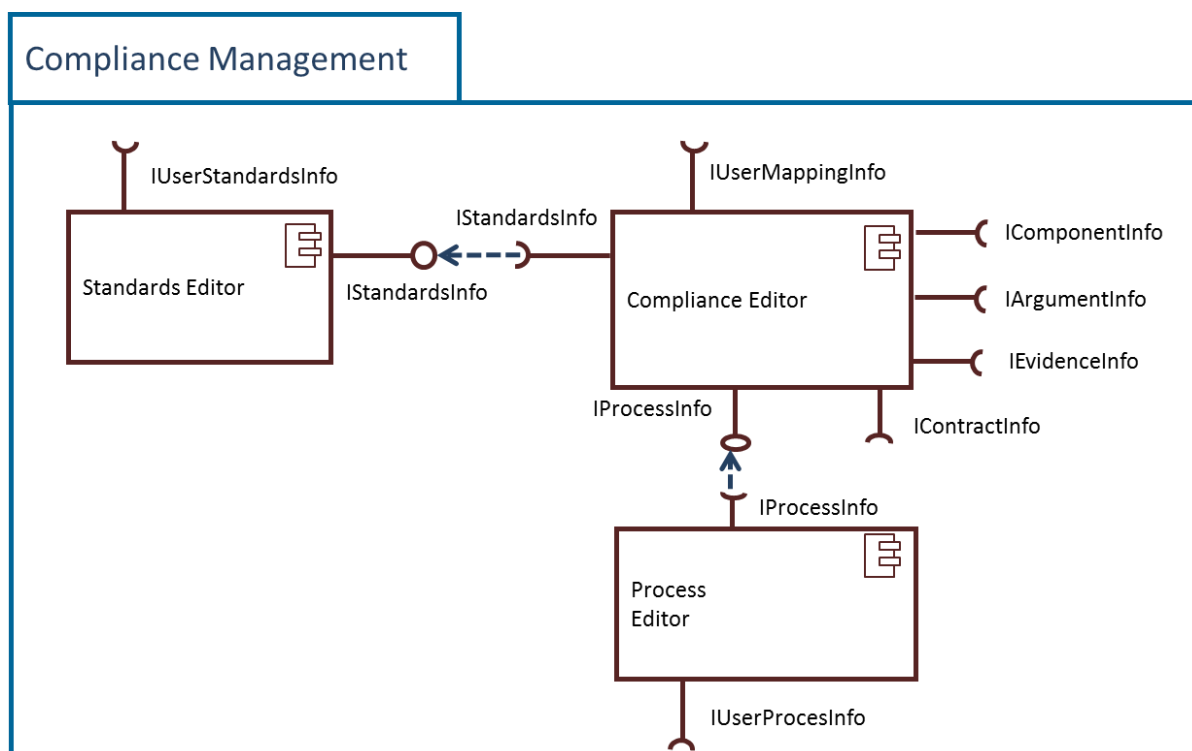 Compliance Management
IUserStandardsInfo
IUserMappingInfo
IStandardsInfo
IComponentInfo
Standards Editor
IStandardsInfo
Compliance Editor
IArgumentInfo
IEvidenceInfo
IProcessInfo
IContractInfo
IProcessInfo
Process
Editor
IUserProcesInfo